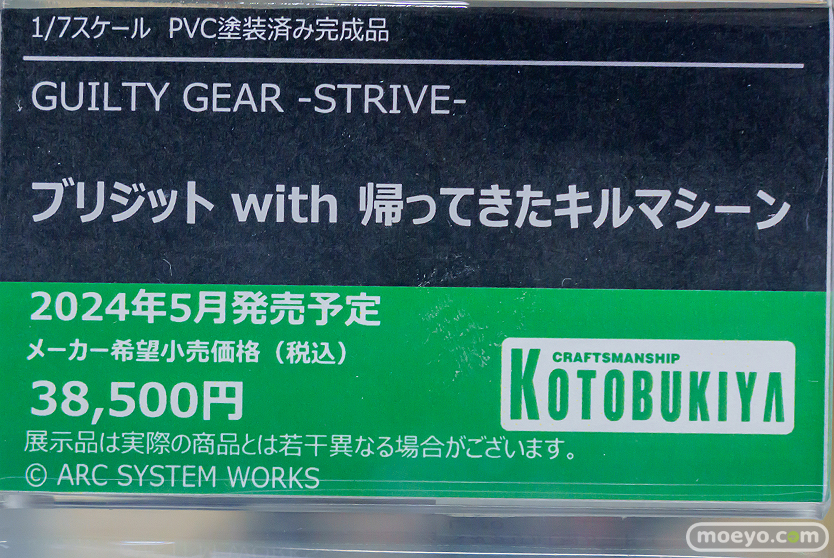 1/7スケール PVC塗装済み完成品
GUILTY GEAR -STRIVE-
ブリジット with 帰ってきたキルマシーン
2024年5月発売予定
メーカー希望小売価格（税込）
38,500円
CRAFTSMANSHIP
KOTOBUKIYA
展示品は実際の商品とは若干異なる場合がございます。
© ARC SYSTEM WORKS
moeyo.com